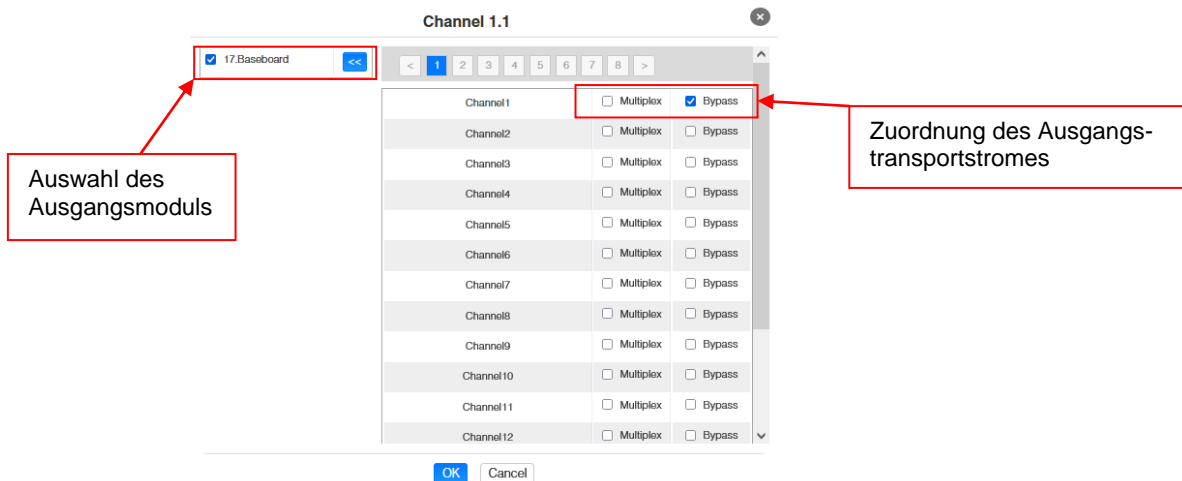 Channel 1.1
17.Baseboard <<
< 1 2 3 4 5 6 7 8 >
Channel1 Multiplex Bypass
Channel2 Multiplex Bypass
Channel3 Multiplex Bypass
Channel4 Multiplex Bypass
Channel5 Multiplex Bypass
Channel6 Multiplex Bypass
Channel7 Multiplex Bypass
Channel8 Multiplex Bypass
Channel9 Multiplex Bypass
Channel10 Multiplex Bypass
Channel11 Multiplex Bypass
Channel12 Multiplex Bypass
OK Cancel
Auswahl des
Ausgangsmoduls
Zuordnung des Ausgangs-
transportstromes